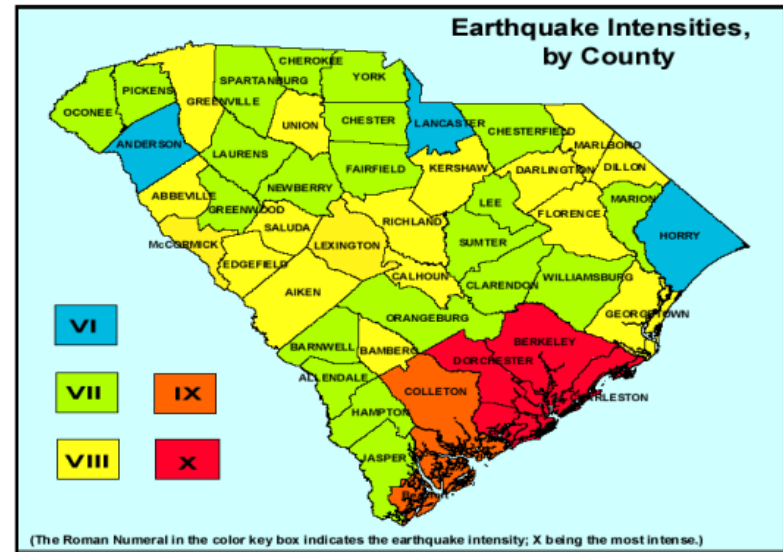 Earthquake Intensities,
by County
CHEROKEE
YORK
SPARTANBURG
PICKENS
OCONEE
GREENVILLE
UNION
CHESTER
LANCASTER
CHESTERFIELD
MARLBORO
ANDERSON
LAURENS
FAIRFIELD
KERSHAW
DARLINGTON
DILLON
NEWBERRY
ABBEVILLE
GREENWOOD
LEE
MARION
RICHLAND
FLORENCE
SALUDA
HORRY
McCORMICK
LEXINGTON
SUMTER
EDGEFIELD
CALHOUN
WILLIAMSBURG
CLARENDON
AIKEN
GEORGETOWN
ORANGEBURG
VI
BERKELEY
BARNWELL
BAMBERG
DORCHESTER
ALLENDALE
COLLETON
VII
IX
CHARLESTON
HAMPTON
JASPER
VIII
X
Beaufort
(The Roman Numeral in the color key box indicates the earthquake intensity; X being the most intense.)